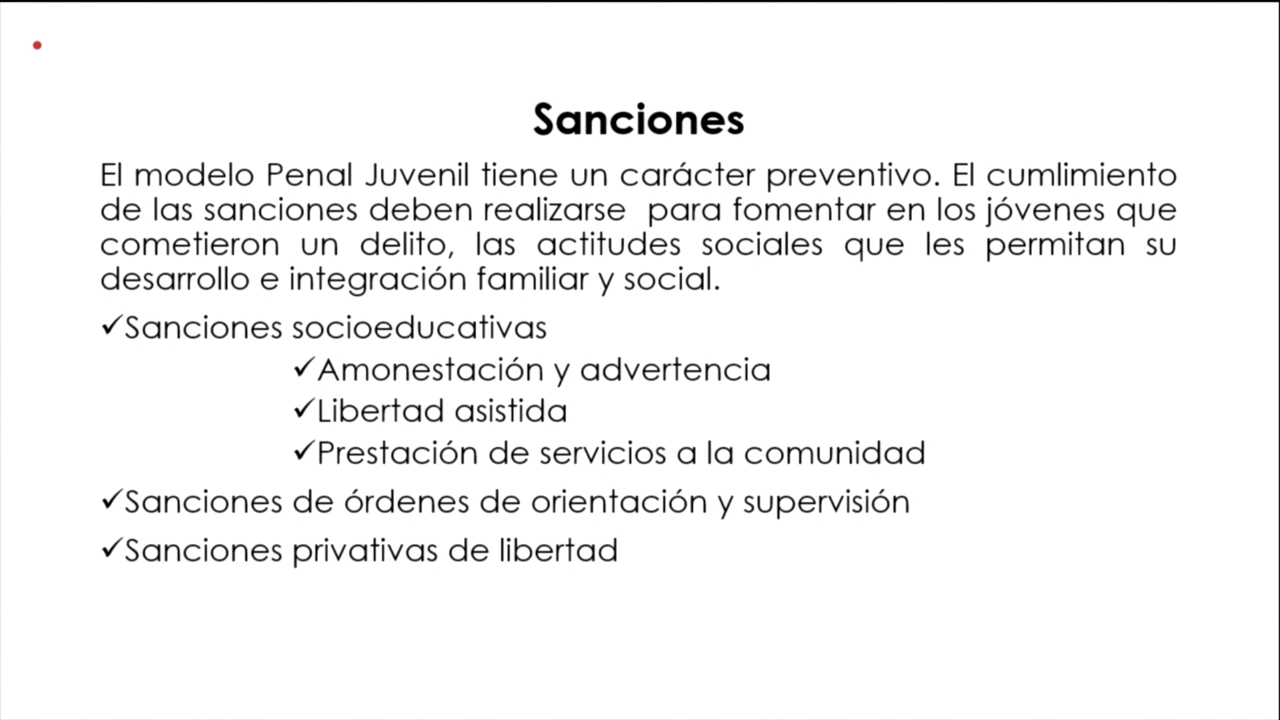 Sanciones
El modelo Penal Juvenil tiene un carácter preventivo. El cumlimiento
de las sanciones deben realizarse  para fomentar en los jóvenes que
cometieron un delito, las actitudes sociales que les permitan su
desarrollo e integración familiar y social.
✓Sanciones socioeducativas
✓Amonestación y advertencia
✓Libertad asistida
✓Prestación de servicios a la comunidad
✓Sanciones de órdenes de orientación y supervisión
✓Sanciones privativas de libertad